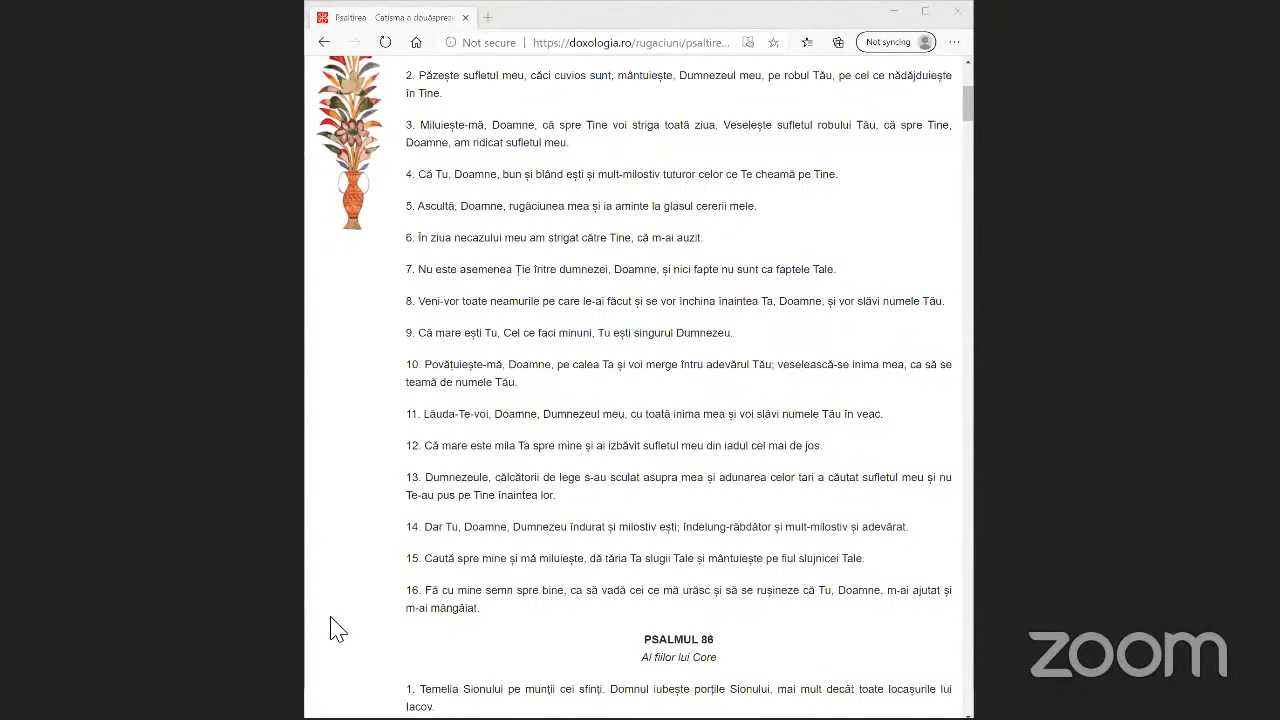 Psaltirea - Catisma a douăspreze
Not secure
https://doxologia.ro/rugaciuni/psaltire...
Not syncing
2. Păzește sufletul meu, căci cuvios sunt; mântuiește, Dumnezeul meu, pe robul Tău, pe cel ce nădăjduiește
în Tine.
3. Miluiește-mă, Doamne, că spre Tine voi striga toată ziua. Veselește sufletul robului Tău, că spre Tine,
Doamne, am ridicat sufletul meu.
4. Că Tu, Doamne, bun și blând ești și mult-milostiv tuturor celor ce Te cheamă pe Tine.
5. Ascultă, Doamne, rugăciunea mea și ia aminte la glasul cererii mele.
6. În ziua necazului meu am strigat către Tine, că m-ai auzit.
7. Nu este asemenea Ție între dumnezei, Doamne, și nici fapte nu sunt ca faptele Tale.
8. Veni-vor toate neamurile pe care le-ai făcut și se vor închina înaintea Ta, Doamne, și vor slăvi numele Tău.
9. Că mare ești Tu, Cel ce faci minuni, Tu ești singurul Dumnezeu.
10. Povățuiește-mă, Doamne, pe calea Ta și voi merge întru adevărul Tău; veselească-se inima mea, ca să se
teamă de numele Tău.
11. Lăuda-Te-voi, Doamne, Dumnezeul meu, cu toată inima mea și voi slăvi numele Tău în veac.
12. Că mare este mila Ta spre mine și ai izbăvit sufletul meu din iadul cel mai de jos.
13. Dumnezeule, călcătorii de lege s-au sculat asupra mea și adunarea celor tari a căutat sufletul meu și nu
Te-au pus pe Tine înaintea lor.
14. Dar Tu, Doamne, Dumnezeu îndurat și milostiv ești; îndelung-răbdător și mult-milostiv și adevărat.
15. Caută spre mine și mă miluiește, dă tăria Ta slugii Tale și mântuiește pe fiul slujnicei Tale.
16. Fă cu mine semn spre bine, ca să vadă cei ce mă urăsc și să se rușineze că Tu, Doamne, m-ai ajutat și
m-ai mângâiat.
PSALMUL 86
Al fiilor lui Core
1. Temelia Sionului pe munții cei sfinți. Domnul iubește porțile Sionului, mai mult decât toate locașurile lui
Iacov.
zoom